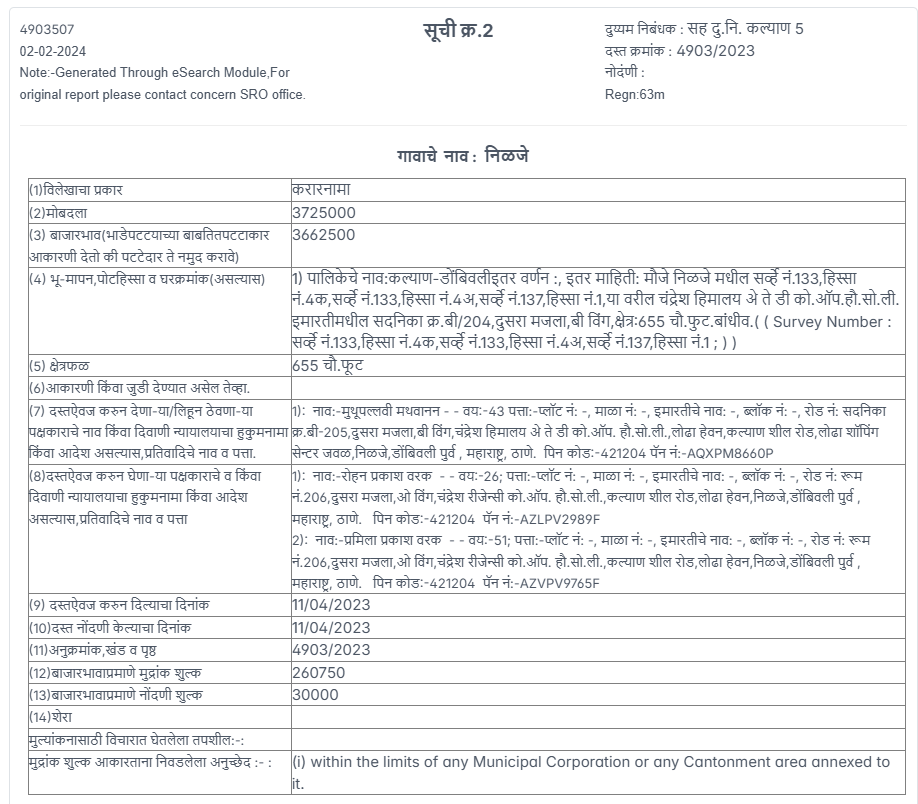 4903507
02-02-2024
Note:-Generated Through eSearch Module,For
original report please contact concern SRO office.
सूची क्र.2
दुय्यम निबंधक : सह दु.नि. कल्याण 5
दस्त क्रमांक : 4903/2023
नोदंणी :
Regn:63m
गावाचे नाव : निळजे
(1)विलेखाचा प्रकार
करारनामा
(2)मोबदला
3725000
(3) बाजारभाव(भाडेपटटयाच्या बाबतितपटटाकार
आकारणी देतो की पटटेदार ते नमुद करावे)
3662500
(4) भू-मापन,पोटहिस्सा व घरक्रमांक(असल्यास)
1) पालिकेचे नाव:कल्याण-डोंबिवलीइतर वर्णन :, इतर माहिती: मौजे निळजे मधील सर्व्हे नं.133,हिस्सा
नं.4क,सर्व्हे नं.133,हिस्सा नं.4अ,सर्व्हे नं.137,हिस्सा नं.1,या वरील चंद्रेश हिमालय अे ते डी को.ऑप.हौ.सो.ली.
इमारतीमधील सदनिका क्र.बी/204,दुसरा मजला,बी विंग,क्षेत्रः655 चौ.फुट.बांधीव.( ( Survey Number :
सर्व्हे नं.133,हिस्सा नं.4क,सर्व्हे नं.133,हिस्सा नं.4अ,सर्व्हे नं.137,हिस्सा नं.1 ; ) )
(5) क्षेत्रफळ
655 चौ.फूट
(6)आकारणी किंवा जुडी देण्यात असेल तेव्हा.
(7) दस्तऐवज करुन देणा-या/लिहून ठेवणा-या
पक्षकाराचे नाव किंवा दिवाणी न्यायालयाचा हुकुमनामा
किंवा आदेश असल्यास,प्रतिवादिचे नाव व पत्ता.
1): नाव:-मुथूपल्लवी मथवानन - - वय:-43 पत्ता:-प्लॉट नं: -, माळा नं: -, इमारतीचे नाव: -, ब्लॉक नं: -, रोड नं: सदनिका
क्र.बी-205,दुसरा मजला,बी विंग,चंद्रेश हिमालय अे ते डी को.ऑप. हौ.सो.ली.,लोढा हेवन,कल्याण शील रोड,लोढा शॉपिंग
सेन्टर जवळ,निळजे,डोंबिवली पुर्व , महाराष्ट्र, ठाणे. पिन कोड:-421204 पॅन नं:-AQXPM8660P
(8)दस्तऐवज करुन घेणा-या पक्षकाराचे व किंवा
दिवाणी न्यायालयाचा हुकुमनामा किंवा आदेश
असल्यास,प्रतिवादिचे नाव व पत्ता
1): नाव:-रोहन प्रकाश वरक - - वय:-26; पत्ता:-प्लॉट नं: -, माळा नं: -, इमारतीचे नाव: -, ब्लॉक नं: -, रोड नं: रूम
नं.206,दुसरा मजला,ओ विंग,चंद्रेश रीजेन्सी को.ऑप. हौ.सो.ली.,कल्याण शील रोड,लोढा हेवन,निळजे,डोंबिवली पुर्व ,
महाराष्ट्र, ठाणे. पिन कोड:-421204 पॅन नं:-AZLPV2989F
2): नाव:-प्रमिला प्रकाश वरक - - वय:-51; पत्ता:-प्लॉट नं: -, माळा नं: -, इमारतीचे नाव: -, ब्लॉक नं: -, रोड नं: रूम
नं.206,दुसरा मजला,ओ विंग,चंद्रेश रीजेन्सी को.ऑप. हौ.सो.ली.,कल्याण शील रोड,लोढा हेवन,निळजे,डोंबिवली पुर्व ,
महाराष्ट्र, ठाणे. पिन कोड:-421204 पॅन नं:-AZVPV9765F
(9) दस्तऐवज करुन दिल्याचा दिनांक
11/04/2023
(10)दस्त नोंदणी केल्याचा दिनांक
11/04/2023
(11)अनुक्रमांक,खंड व पृष्ठ
4903/2023
(12)बाजारभावाप्रमाणे मुद्रांक शुल्क
260750
(13)बाजारभावाप्रमाणे नोंदणी शुल्क
30000
(14)शेरा
मुल्यांकनासाठी विचारात घेतलेला तपशील:-:
मुद्रांक शुल्क आकारताना निवडलेला अनुच्छेद :- :
(i) within the limits of any Municipal Corporation or any Cantonment area annexed to
it.